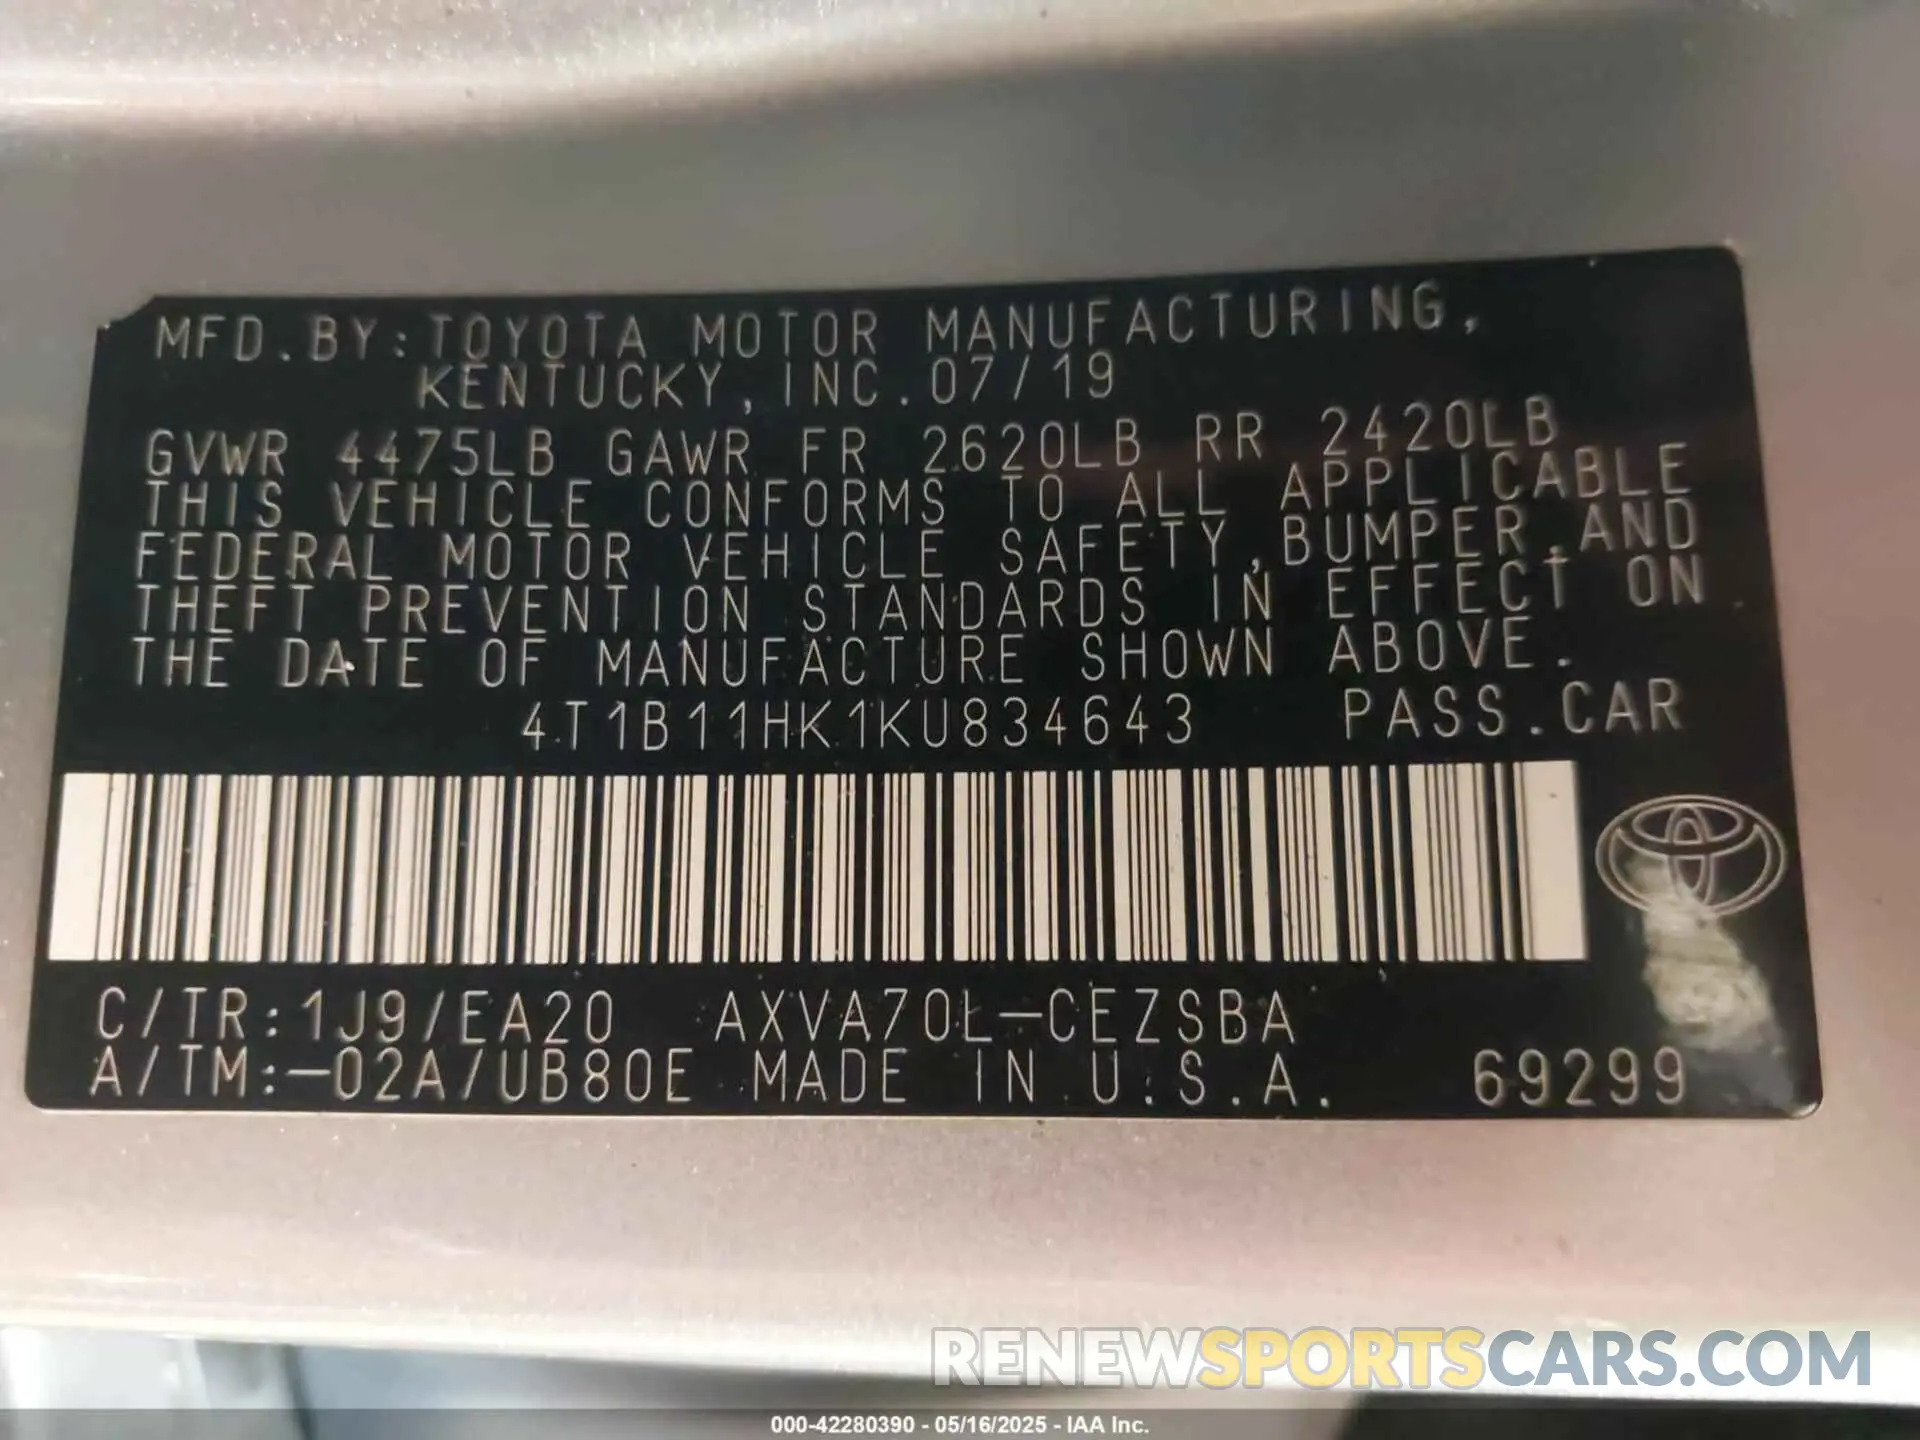 MFD.BY:TOYOTA MOTOR MANUFACTURING,
KENTUCKY,INC.07/19
GVWR 4475LB GAWR FR 2620LB RR 2420LB
THIS VEHICLE CONFORMS TO ALL APPLICABLE
FEDERAL MOTOR VEHICLE SAFETY,BUMPER,AND
THEFT PREVENTION STANDARDS IN EFFECT ON
THE DATE OF MANUFACTURE SHOWN ABOVE.
4T1B11HK1KU834643 PASS.CAR
C/TR:1J9/EA20 AXVA70L-CEZSBA
A/TM:-02A/UB80E MADE IN U.S.A. 69299
RENEWSPORTSCARS.COM
000-42280390 - 05/16/2025 - IAA Inc.